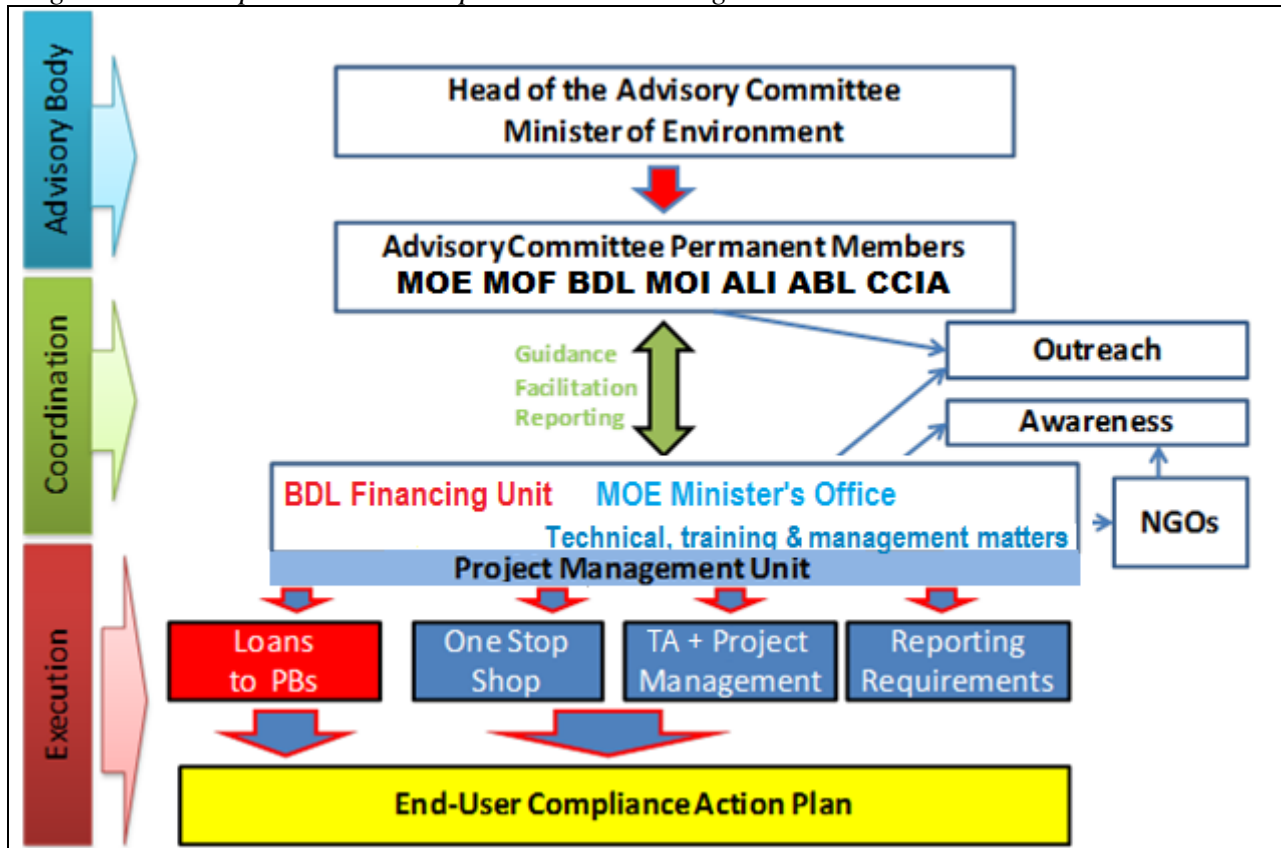 Advisory Body
Head of the Advisory Committee
Minister of Environment
Advisory Committee Permanent Members
MOE MOF BDL MOI ALI ABL CCIA
Coordination
Guidance
Facilitation
Reporting
Outreach
Awareness
NGOs
BDL Financing Unit MOE Minister's Office
Technical, training & management matters
Project Management Unit
Execution
Loans
to PBs
One Stop
Shop
TA + Project
Management
Reporting
Requirements
End-User Compliance Action Plan